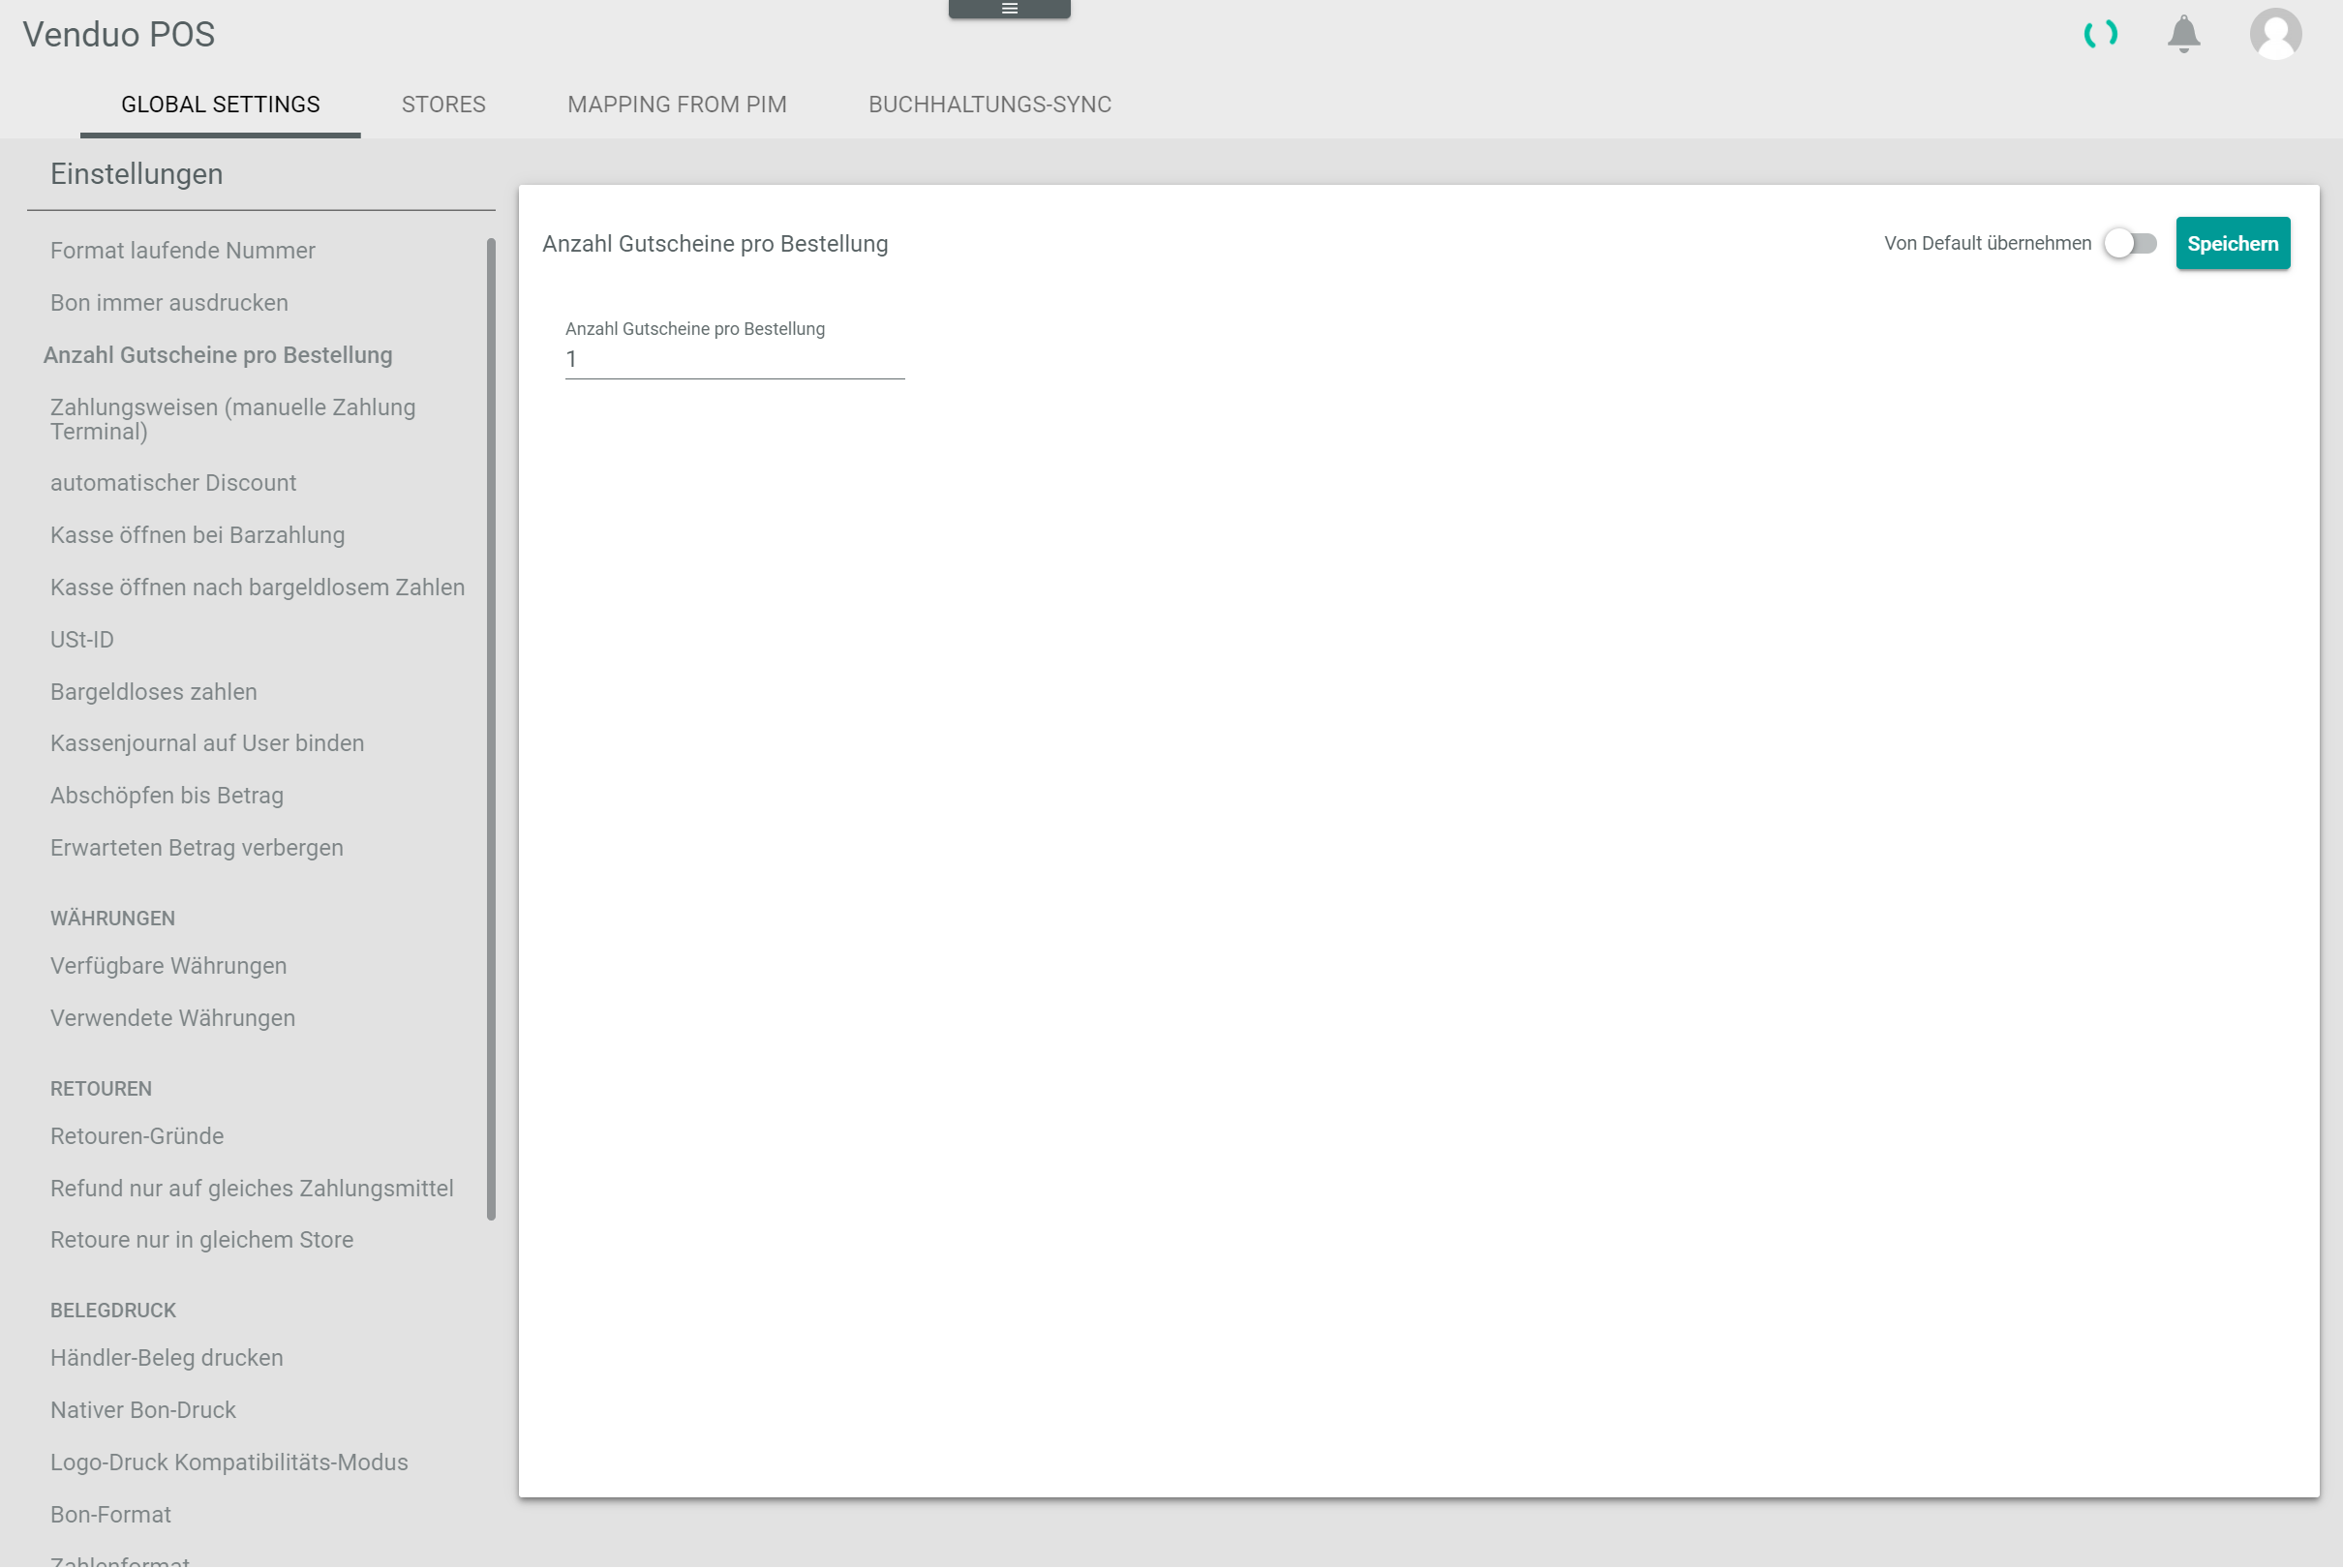 Venduo POS
GLOBAL SETTINGS
STORES
MAPPING FROM PIM
BUCHHALTUNGS-SYNC
Einstellungen
Format laufende Nummer
Bon immer ausdrucken
Anzahl Gutscheine pro Bestellung
Zahlungsweisen (manuelle Zahlung
Terminal)
automatischer Discount
Kasse öffnen bei Barzahlung
Kasse öffnen nach bargeldlosem Zahlen
USt-ID
Bargeldloses zahlen
Kassenjournal auf User binden
Abschöpfen bis Betrag
Erwarteten Betrag verbergen
WÄHRUNGEN
Verfügbare Währungen
Verwendete Währungen
RETOUREN
Retouren-Gründe
Refund nur auf gleiches Zahlungsmittel
Retoure nur in gleichem Store
BELEGDRUCK
Händler-Beleg drucken
Nativer Bon-Druck
Logo-Druck Kompatibilitäts-Modus
Bon-Format
Zahlenformat
Anzahl Gutscheine pro Bestellung
Von Default übernehmen
Speichern
Anzahl Gutscheine pro Bestellung
1